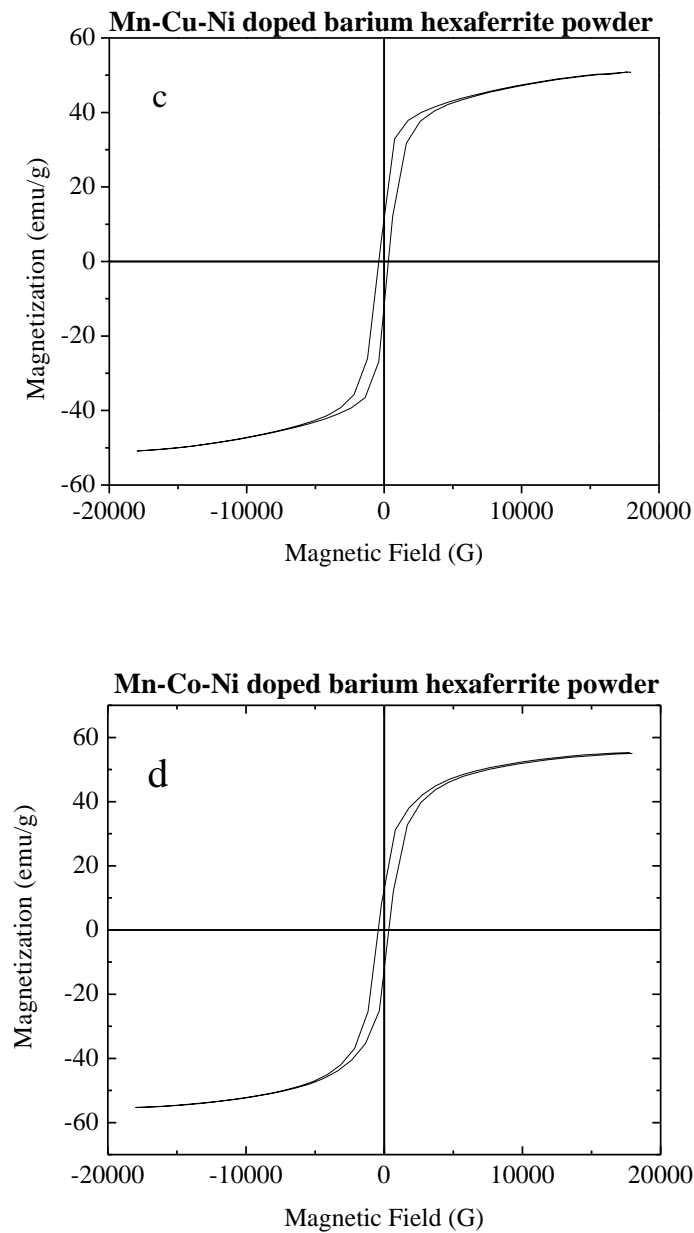 Mn-Cu-Ni doped barium hexaferrite powder
60
c
40
20
0
-20
-40
-60
Magnetization (emu/g)
-20000 -10000 0 10000 20000
Magnetic Field (G)
Mn-Co-Ni doped barium hexaferrite powder
60
d
40
20
0
-20
-40
-60
Magnetization (emu/g)
-20000 -10000 0 10000 20000
Magnetic Field (G)